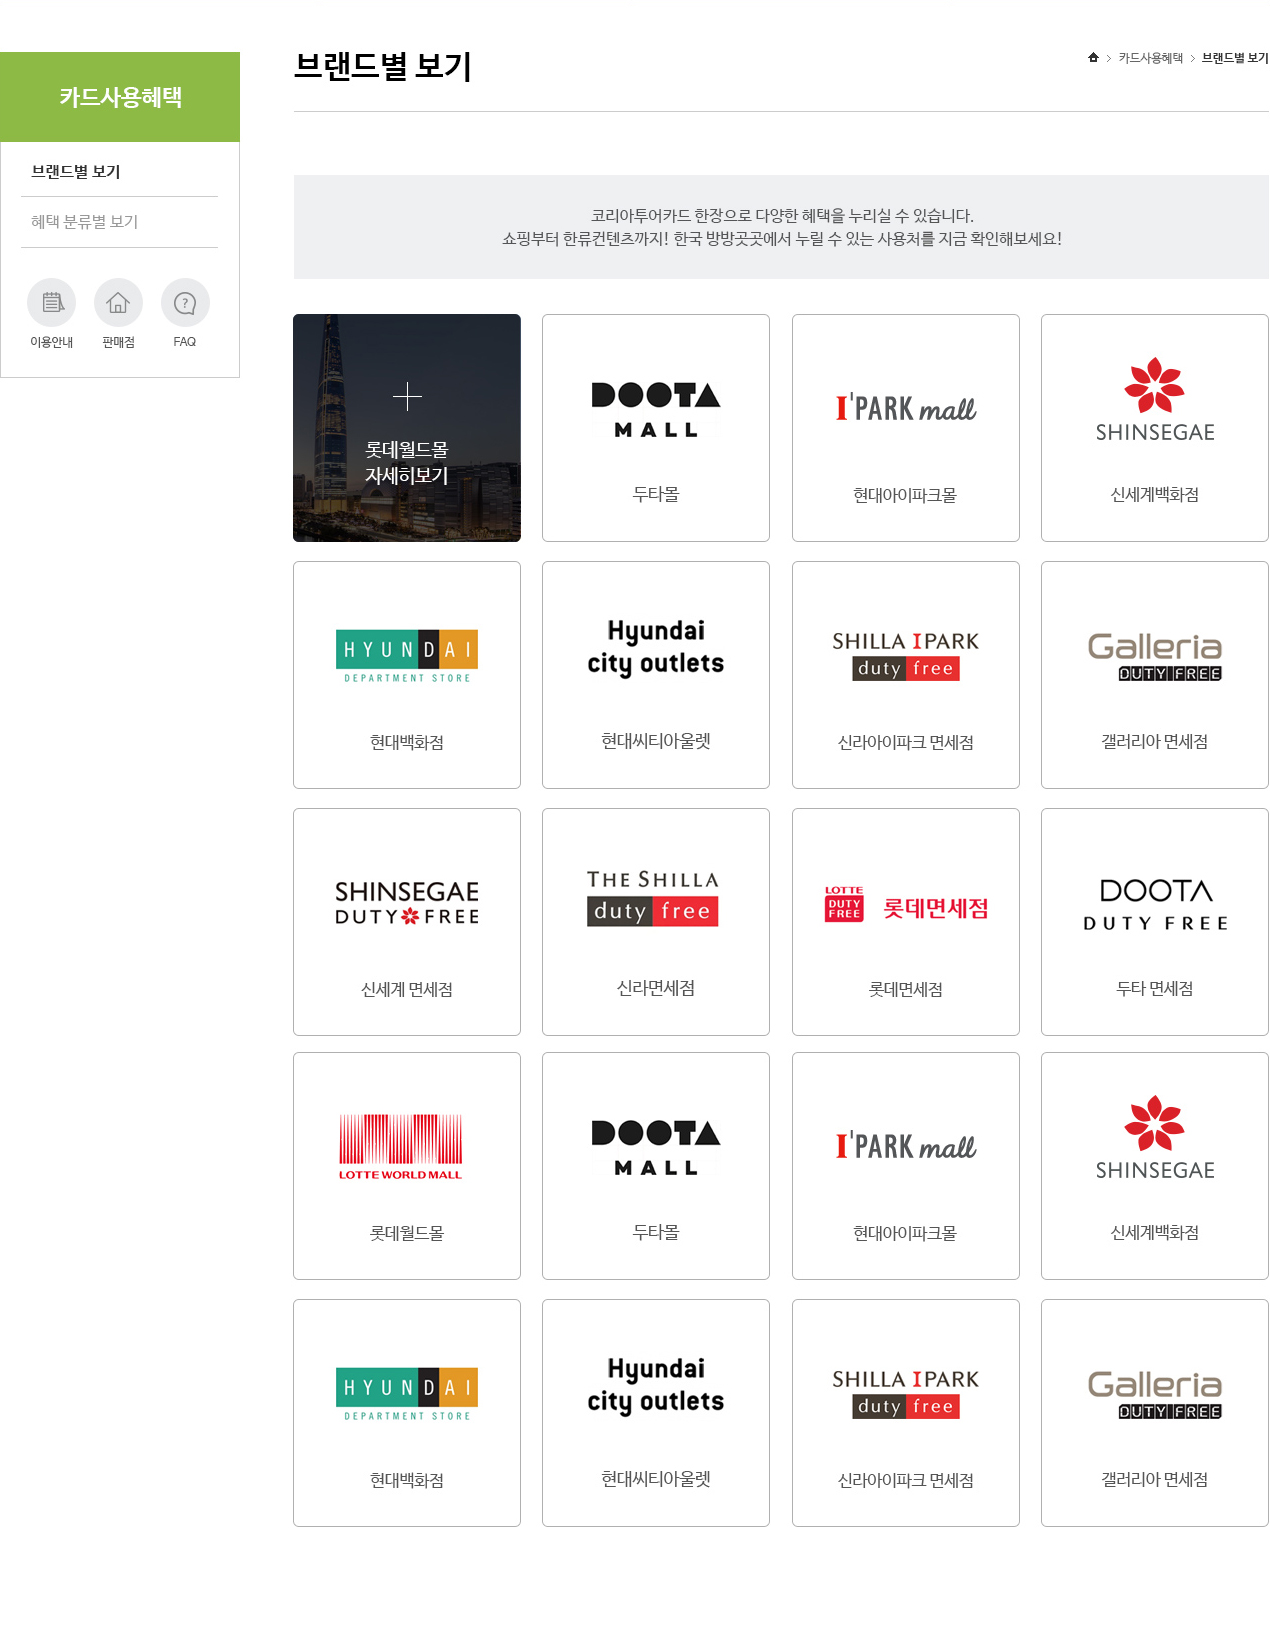 브랜드별 보기
카드사용혜택 > 브랜드별 보기
카드사용혜택
브랜드별 보기
혜택 분류별 보기
이용안내 판매점 FAQ
코리아투어카드 한장으로 다양한 혜택을 누리실 수 있습니다.
쇼핑부터 한류컨텐츠까지! 한국 방방곳곳에서 누릴 수 있는 사용처를 지금 확인해보세요!
롯데월드몰
자세히보기
DOOTA
MALL
두타몰
I'PARK mall
현대아이파크몰
SHINSEGAE
신세계백화점
HYUNDAI
DEPARTMENT STORE
현대백화점
Hyundai
city outlets
현대씨티아울렛
SHILLA IPARK
duty free
신라아이파크 면세점
Galleria
DUTY FREE
갤러리아 면세점
SHINSEGAE
DUTY FREE
신세계 면세점
THE SHILLA
duty free
신라면세점
LOTTE
DUTY
FREE
롯데면세점
롯데면세점
DOOTA
DUTY FREE
두타 면세점
LOTTE WORLD MALL
롯데월드몰
DOOTA
MALL
두타몰
I'PARK mall
현대아이파크몰
SHINSEGAE
신세계백화점
HYUNDAI
DEPARTMENT STORE
현대백화점
Hyundai
city outlets
현대씨티아울렛
SHILLA IPARK
duty free
신라아이파크 면세점
Galleria
DUTY FREE
갤러리아 면세점